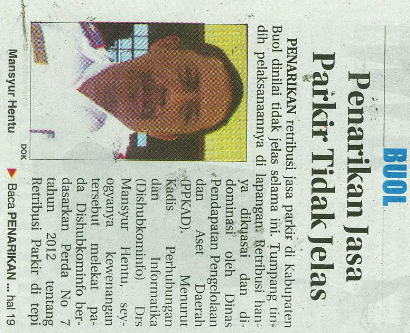 BUOL
Penarikan Jasa
Parkir Tidak Jelas
PENARIKAN retribusi jasa parkir di Kabupaten
Buol dinilai tidak jelas selama ini. Tumpang tin-
dih pelaksanaannya di lapangan. Retribusi han-
ya dikuasai dan di-
dominasi oleh Dinas
Pendapatan Pengelolaan
dan Aset Daerah
(PPKAD). Menurut
Kadis Perhubungan
dan Informatika
(Dishubkominfo) Drs
Mansyur Hentu, sey-
ogyanya kewenangan
tersebut melekat pa-
da Dishubkominfo ber-
dasarkan Perda No 7
tahun 2012 tentang
Retribusi Parkir di tepi
DOK
Mansyur Hentu
Baca PENARIKAN ... hal 19